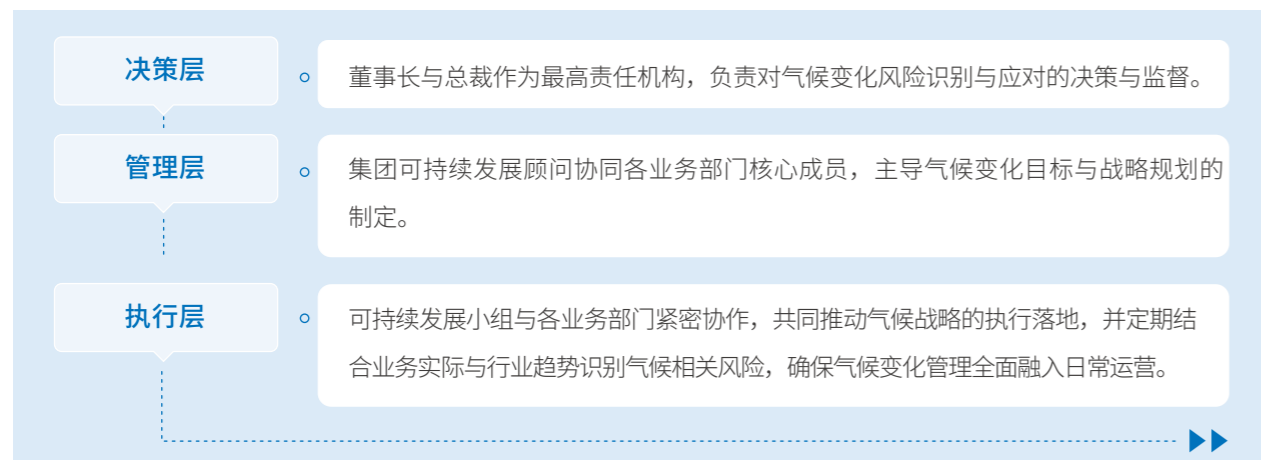 决策层
董事长与总裁作为最高责任机构，负责对气候变化风险识别与应对的决策与监督。
管理层
集团可持续发展顾问协同各业务部门核心成员，主导气候变化目标与战略规划的
制定。
执行层
可持续发展小组与各业务部门紧密协作，共同推动气候战略的执行落地，并定期结
合业务实际与行业趋势识别气候相关风险，确保气候变化管理全面融入日常运营。